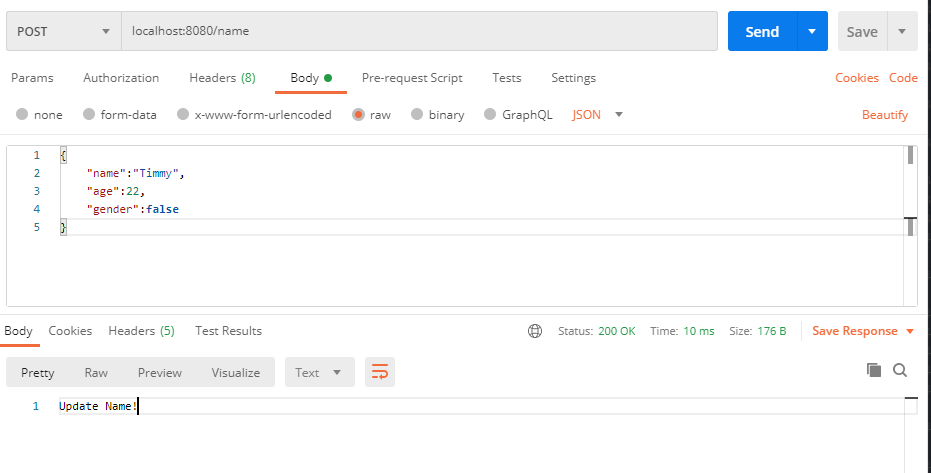 POST localhost:8080/name Send Save
Params Authorization Headers (8) Body Pre-request Script Tests Settings Cookies Code
none form-data x-www-form-urlencoded raw binary GraphQL JSON Beautify
1 {
2 "name":"Timmy",
3 "age":22,
4 "gender":false
5 }
Body Cookies Headers (5) Test Results Status: 200 OK Time: 10 ms Size: 176 B Save Response
Pretty Raw Preview Visualize Text
1 Update Name!